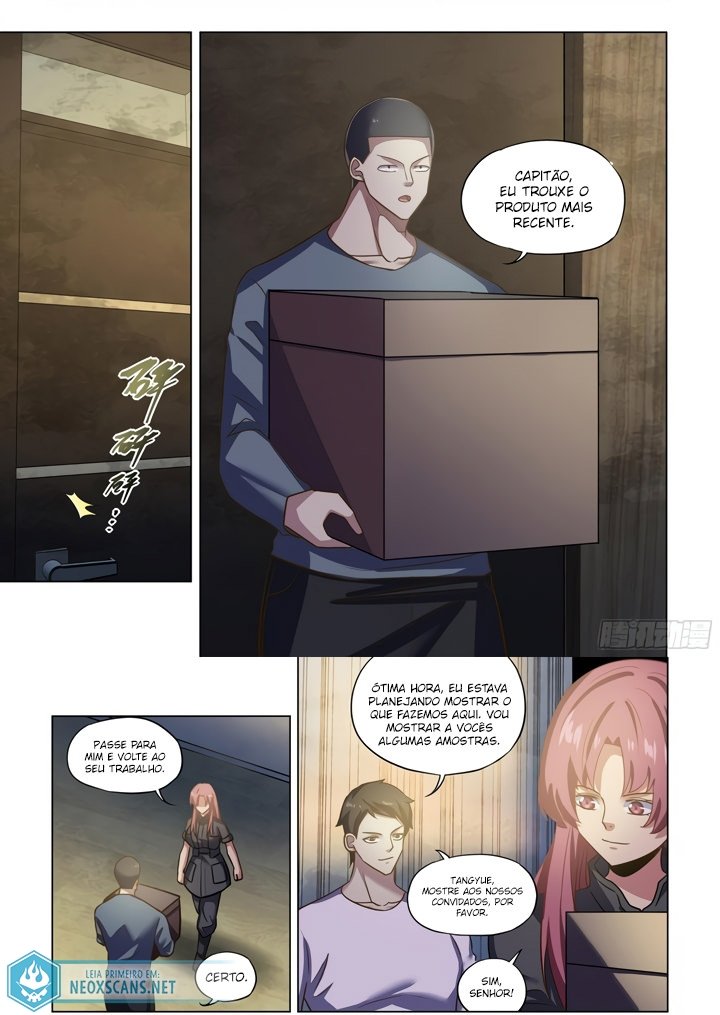 CAPITÃO,
EU TROUXE O
PRODUTO MAIS
RECENTE.
砰
砰
砰...
腾讯动漫
PASSE PARA
MIM E VOLTE AO
SEU TRABALHO.
CERTO.
ÓTIMA HORA, EU ESTAVA
PLANEJANDO MOSTRAR O
QUE FAZEMOS AQUI. VOU
MOSTRAR A VOCÊS
ALGUMAS AMOSTRAS.
TANGYUE,
MOSTRE AOS NOSSOS
CONVIDADOS, POR
FAVOR.
SIM,
SENHOR!
LEIA PRIMEIRO EM:
NEOXSCANS.NET